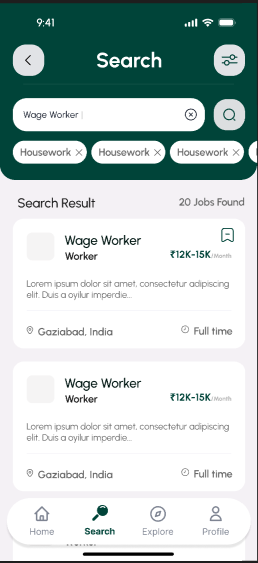 9:41
Search
Wage Worker
Housework Housework Housework
Search Result 20 Jobs Found
Wage Worker
Worker ₹12K-15K/Month
Lorem ipsum dolor sit amet, consectetur adipiscing
elit. Duis a oyilur imperdie...
Gaziabad, India Full time
Wage Worker
Worker ₹12K-15K/Month
Lorem ipsum dolor sit amet, consectetur adipiscing
elit. Duis a oyilur imperdie...
Gaziabad, India Full time
Home Search Explore Profile